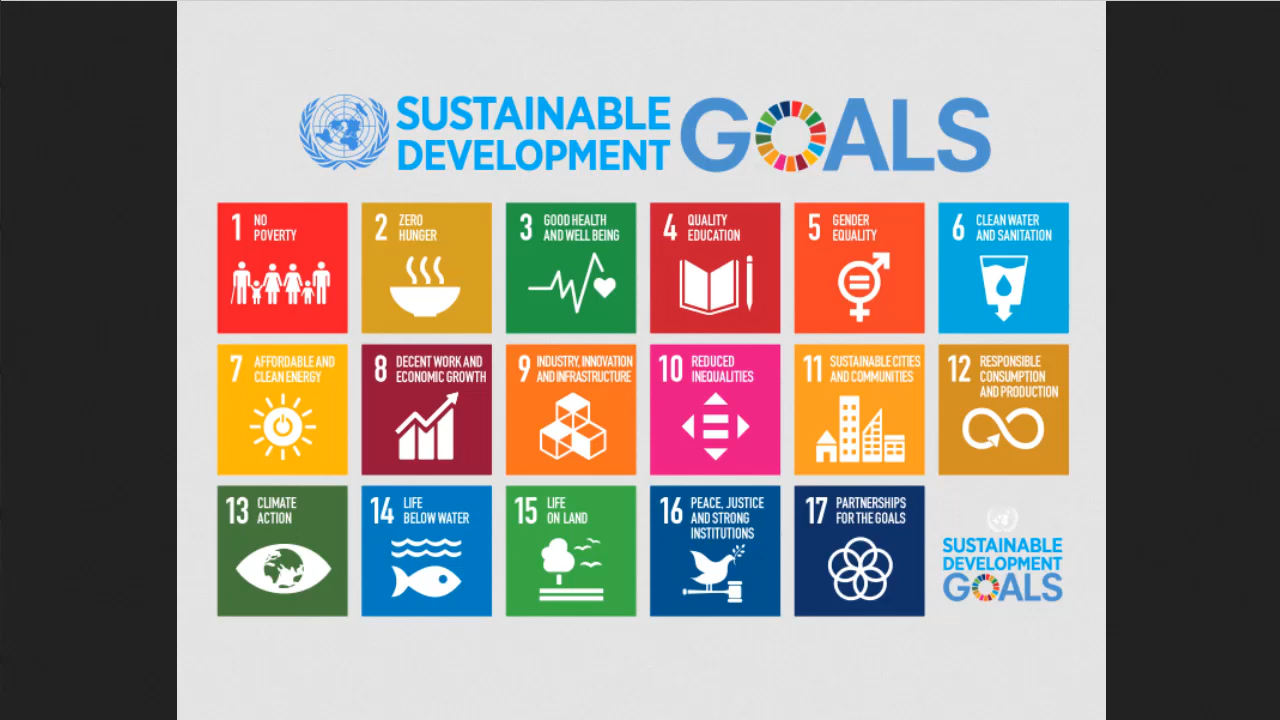 SUSTAINABLE
DEVELOPMENT
GOALS
1 NO
POVERTY
2 ZERO
HUNGER
3 GOOD HEALTH
AND WELL BEING
4 QUALITY
EDUCATION
5 GENDER
EQUALITY
6 CLEAN WATER
AND SANITATION
7 AFFORDABLE AND
CLEAN ENERGY
8 DECENT WORK AND
ECONOMIC GROWTH
9 INDUSTRY, INNOVATION
AND INFRASTRUCTURE
10 REDUCED
INEQUALITIES
11 SUSTAINABLE CITIES
AND COMMUNITIES
12 RESPONSIBLE
CONSUMPTION
AND PRODUCTION
13 CLIMATE
ACTION
14 LIFE
BELOW WATER
15 LIFE
ON LAND
16 PEACE, JUSTICE
AND STRONG
INSTITUTIONS
17 PARTNERSHIPS
FOR THE GOALS
SUSTAINABLE
DEVELOPMENT
GOALS